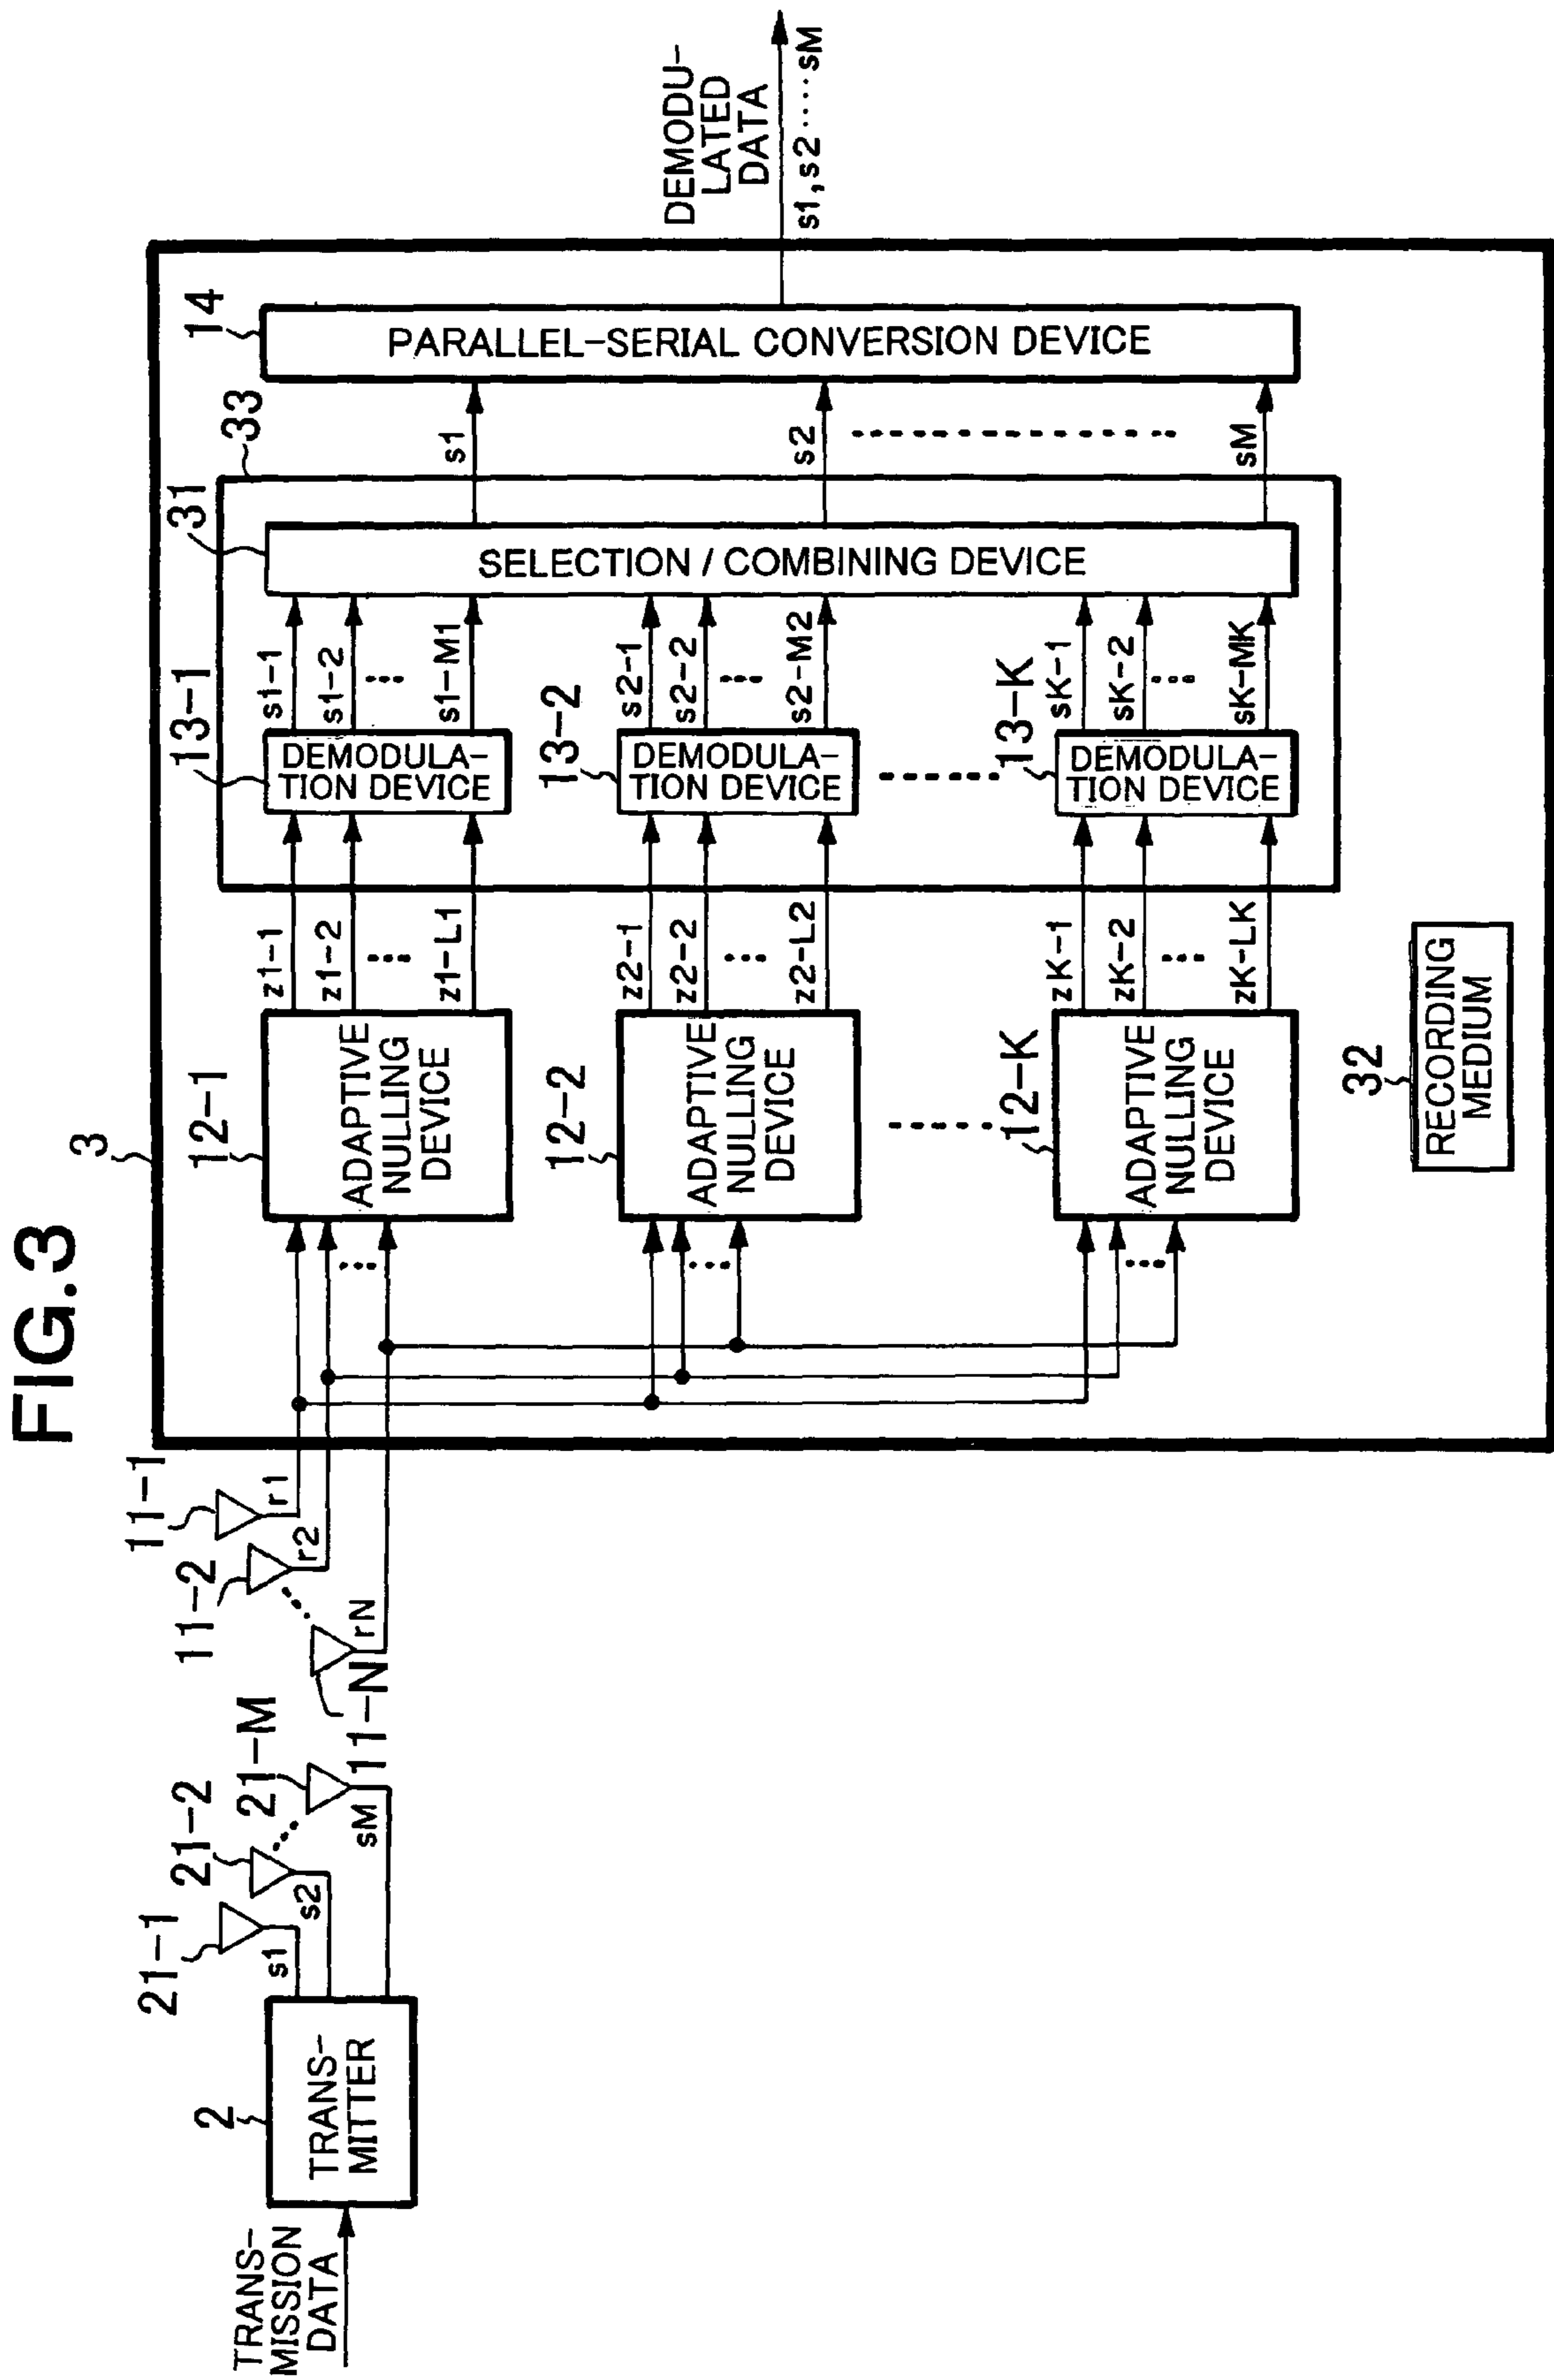 FIG.3
TRANS-
MISSION
DATA
2
TRANS-
MITTER
s1
s2
sM
21-1
21-2
21-M
11-1
11-2
11-N
r1
r2
rN
3
12-1
ADAPTIVE
NULLING
DEVICE
12-2
ADAPTIVE
NULLING
DEVICE
12-K
ADAPTIVE
NULLING
DEVICE
z1-1
z1-2
z1-L1
z2-1
z2-2
z2-L2
zK-1
zK-2
zK-LK
13-1
DEMODULA-
TION DEVICE
13-2
DEMODULA-
TION DEVICE
13-K
DEMODULA-
TION DEVICE
s1-1
s1-2
s1-M1
s2-1
s2-2
s2-M2
sK-1
sK-2
sK-MK
31
SELECTION / COMBINING DEVICE
33
s1
s2
sM
14
PARALLEL-SERIAL CONVERSION DEVICE
32
RECORDING
MEDIUM
DEMODU-
LATED
DATA
s1,s2·····sM